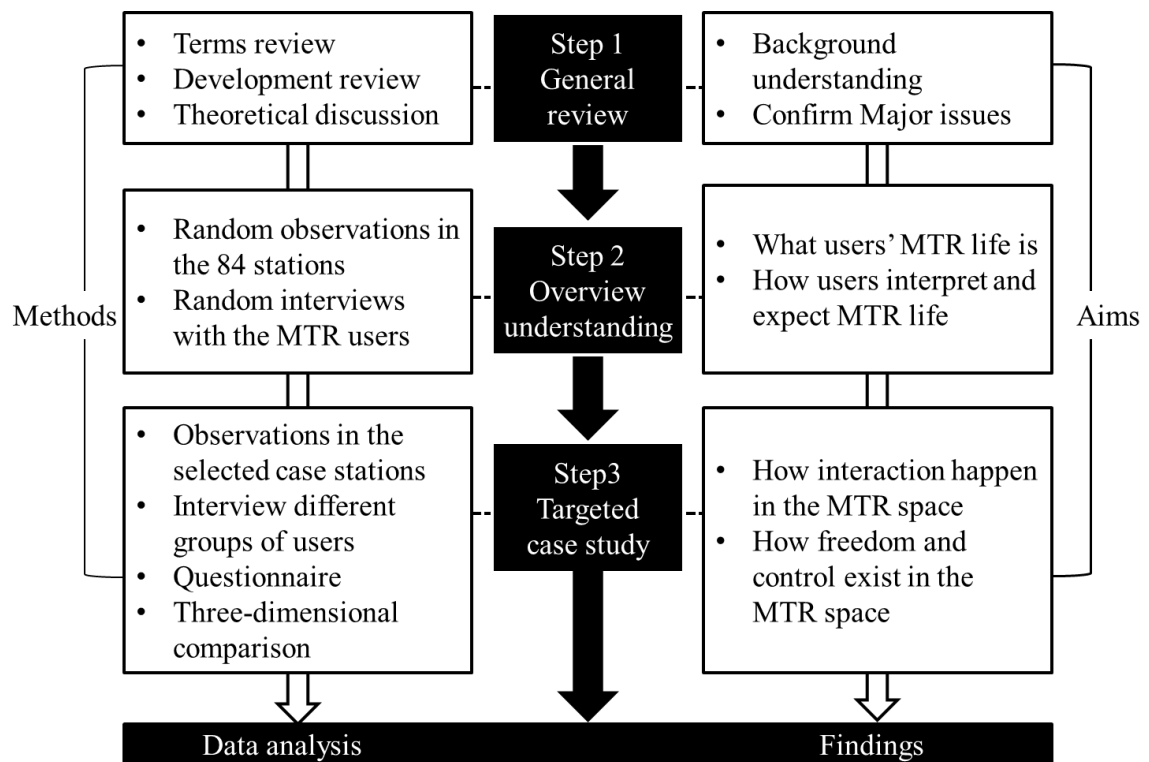 • Terms review
• Development review
• Theoretical discussion
Step 1
General
review
• Background
understanding
• Confirm Major issues
Methods
• Random observations in
the 84 stations
• Random interviews
with the MTR users
Step 2
Overview
understanding
• What users’ MTR life is
• How users interpret and
expect MTR life
Aims
• Observations in the
selected case stations
• Interview different
groups of users
• Questionnaire
• Three-dimensional
comparison
Step3
Targeted
case study
• How interaction happen
in the MTR space
• How freedom and
control exist in the
MTR space
Data analysis
Findings